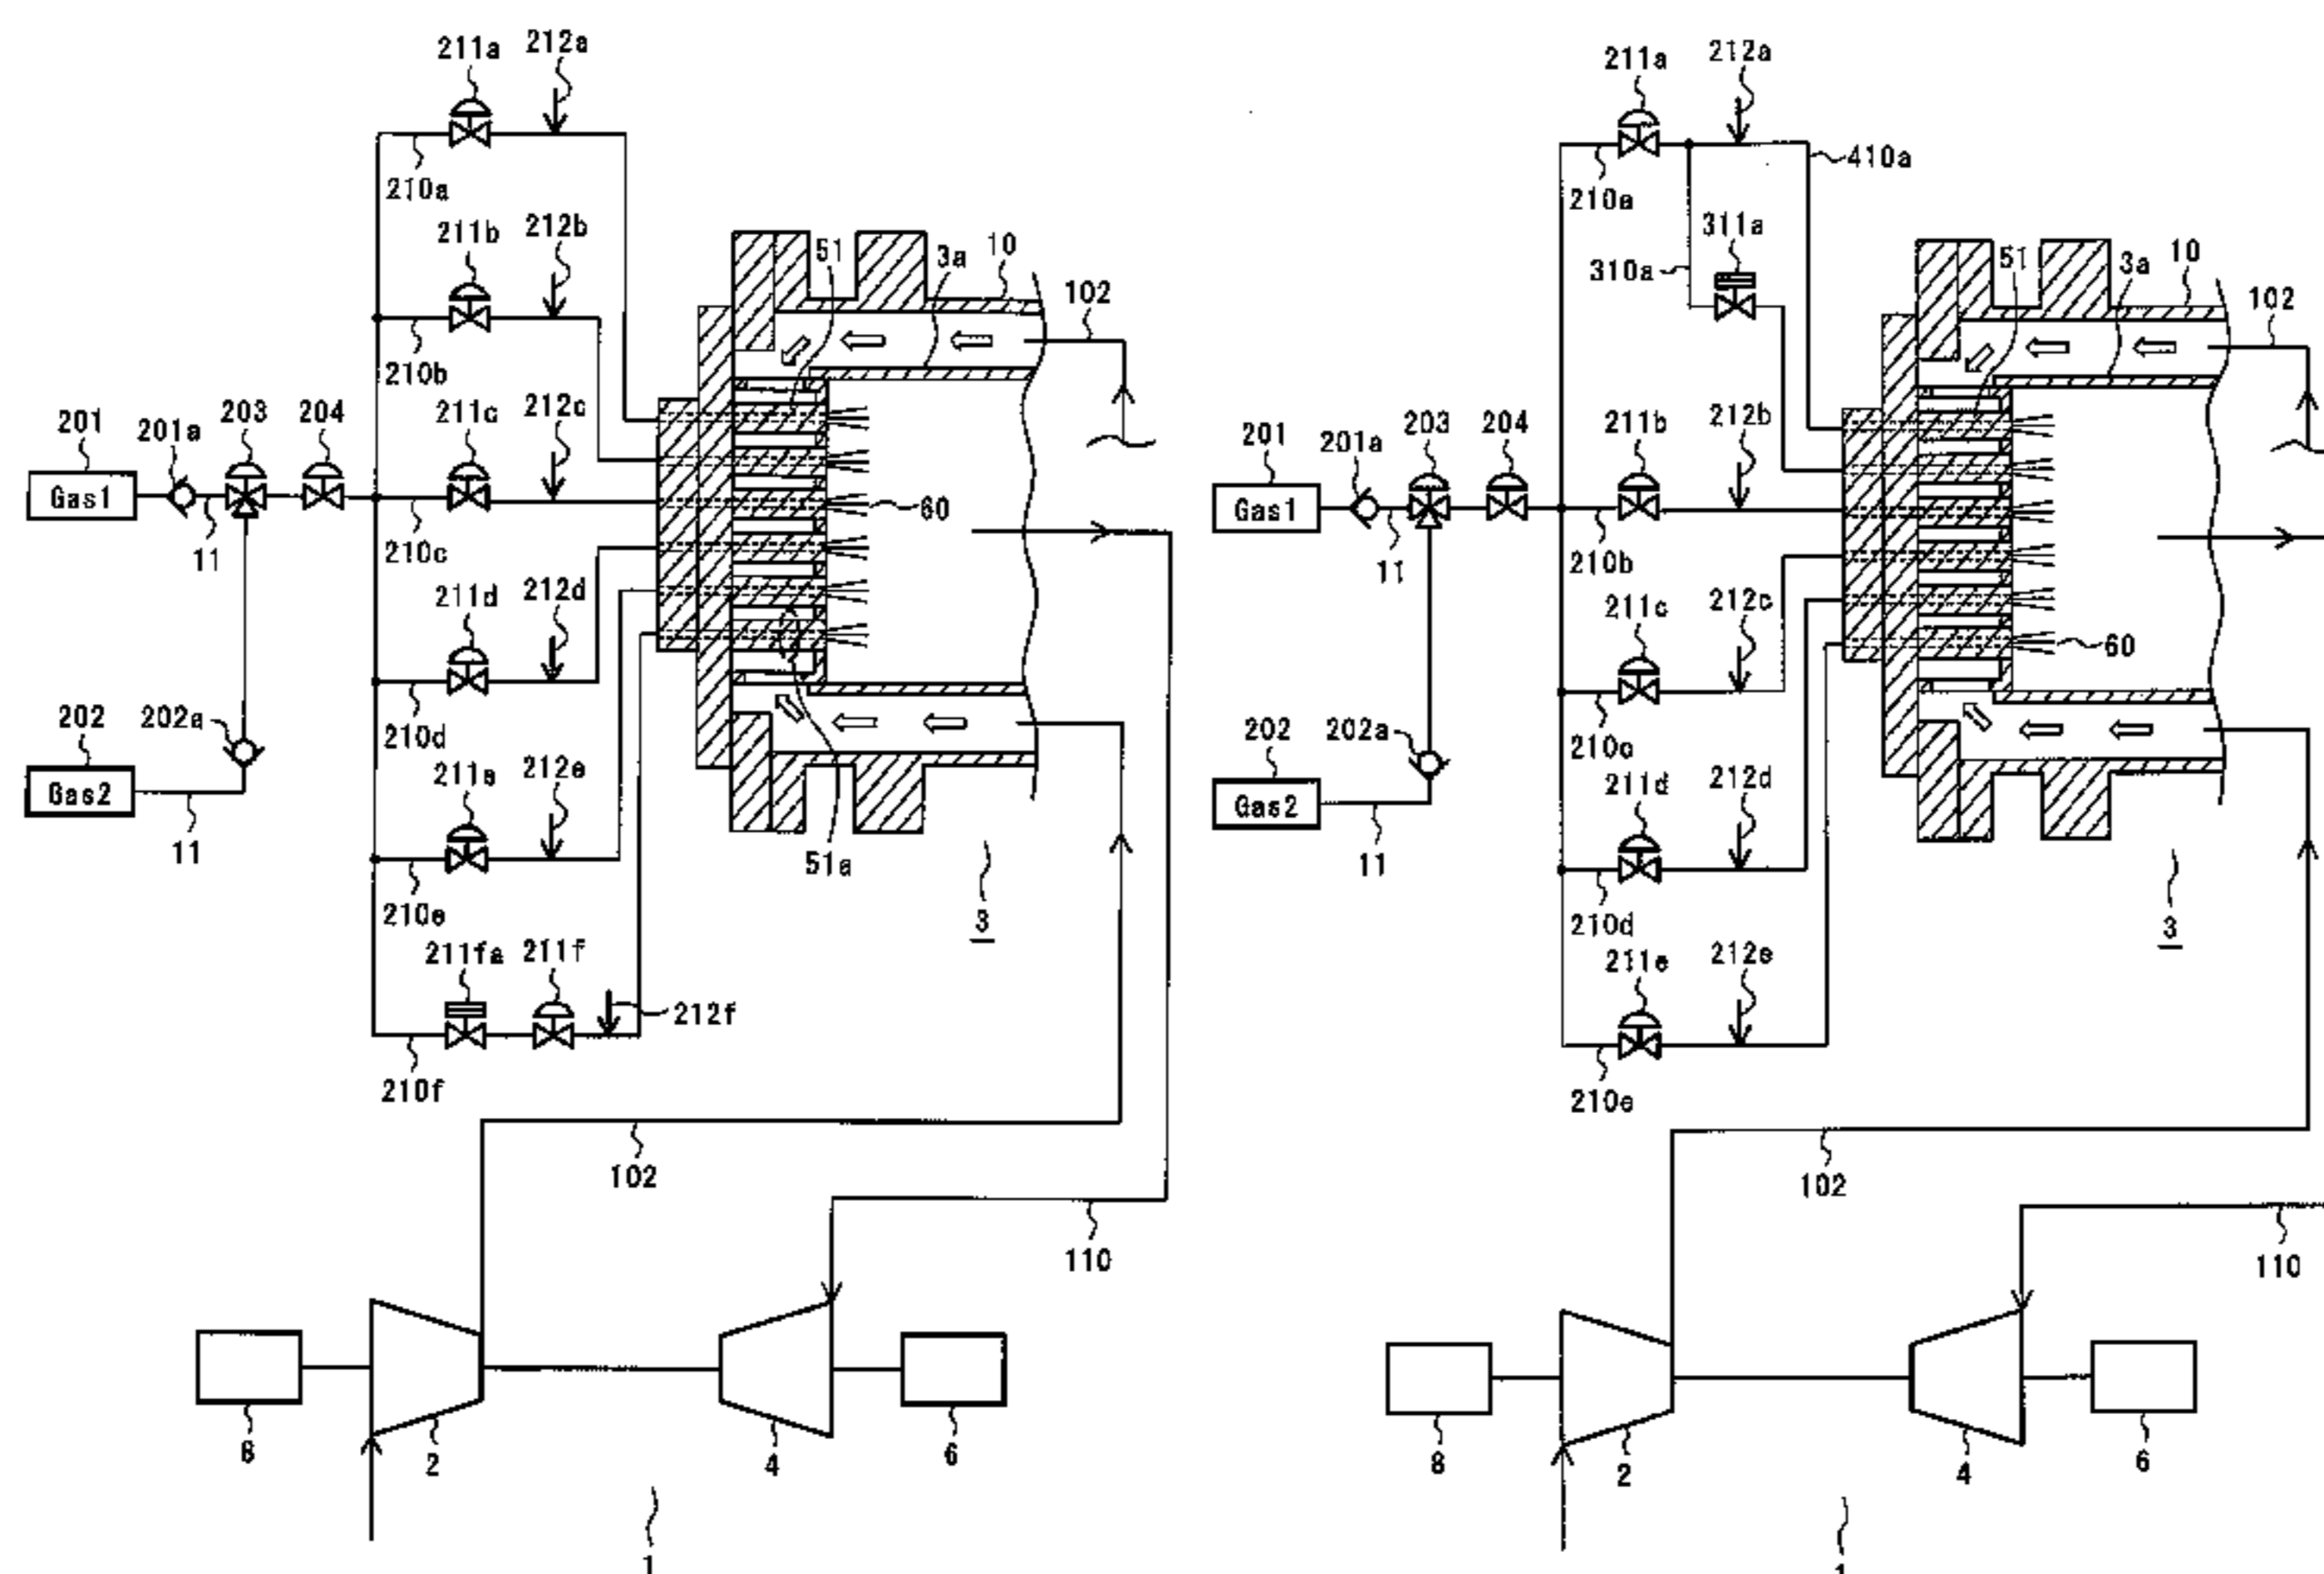 211a 212a
210a
211b 212b
210b
51
3a
10
102
201
201a
203
204
211c 212c
Gas1
11
210c
60
211d 212d
202
202a
210d
Gas2
11
211e 212e
51a
210e
3
211fa 211f
212f
210f
102
110
8
2
4
6
1
211a
212a
410a
210a
311a
310a
51
3a
10
102
201
201a
203
204
211b
212b
Gas1
11
210b
211c
212c
60
202
202a
210c
Gas2
11
211d
212d
210d
3
211e
212e
210e
102
110
8
2
4
6
1